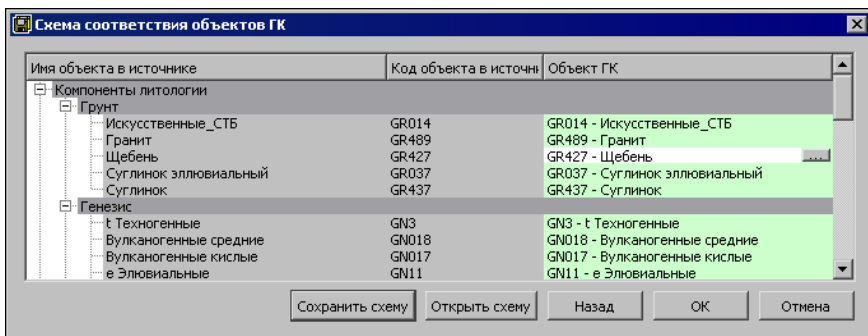 Схема соответствия объектов ГК
Имя объекта в источнике Код объекта в источни Объект ГК
Компоненты литологии
Грунт
Искусственные_СТБ GR014 GR014 - Искусственные_СТБ
Гранит GR489 GR489 - Гранит
Щебень GR427 GR427 - Щебень ...
Суглинок эллювиальный GR037 GR037 - Суглинок эллювиальный
Суглинок GR437 GR437 - Суглинок
Генезис
t Техногенные GN3 GN3 - t Техногенные
Вулканогенные средние GN018 GN018 - Вулканогенные средние
Вулканогенные кислые GN017 GN017 - Вулканогенные кислые
е Элювиальные GN11 GN11 - е Элювиальные
Сохранить схему Открыть схему Назад ОК Отмена